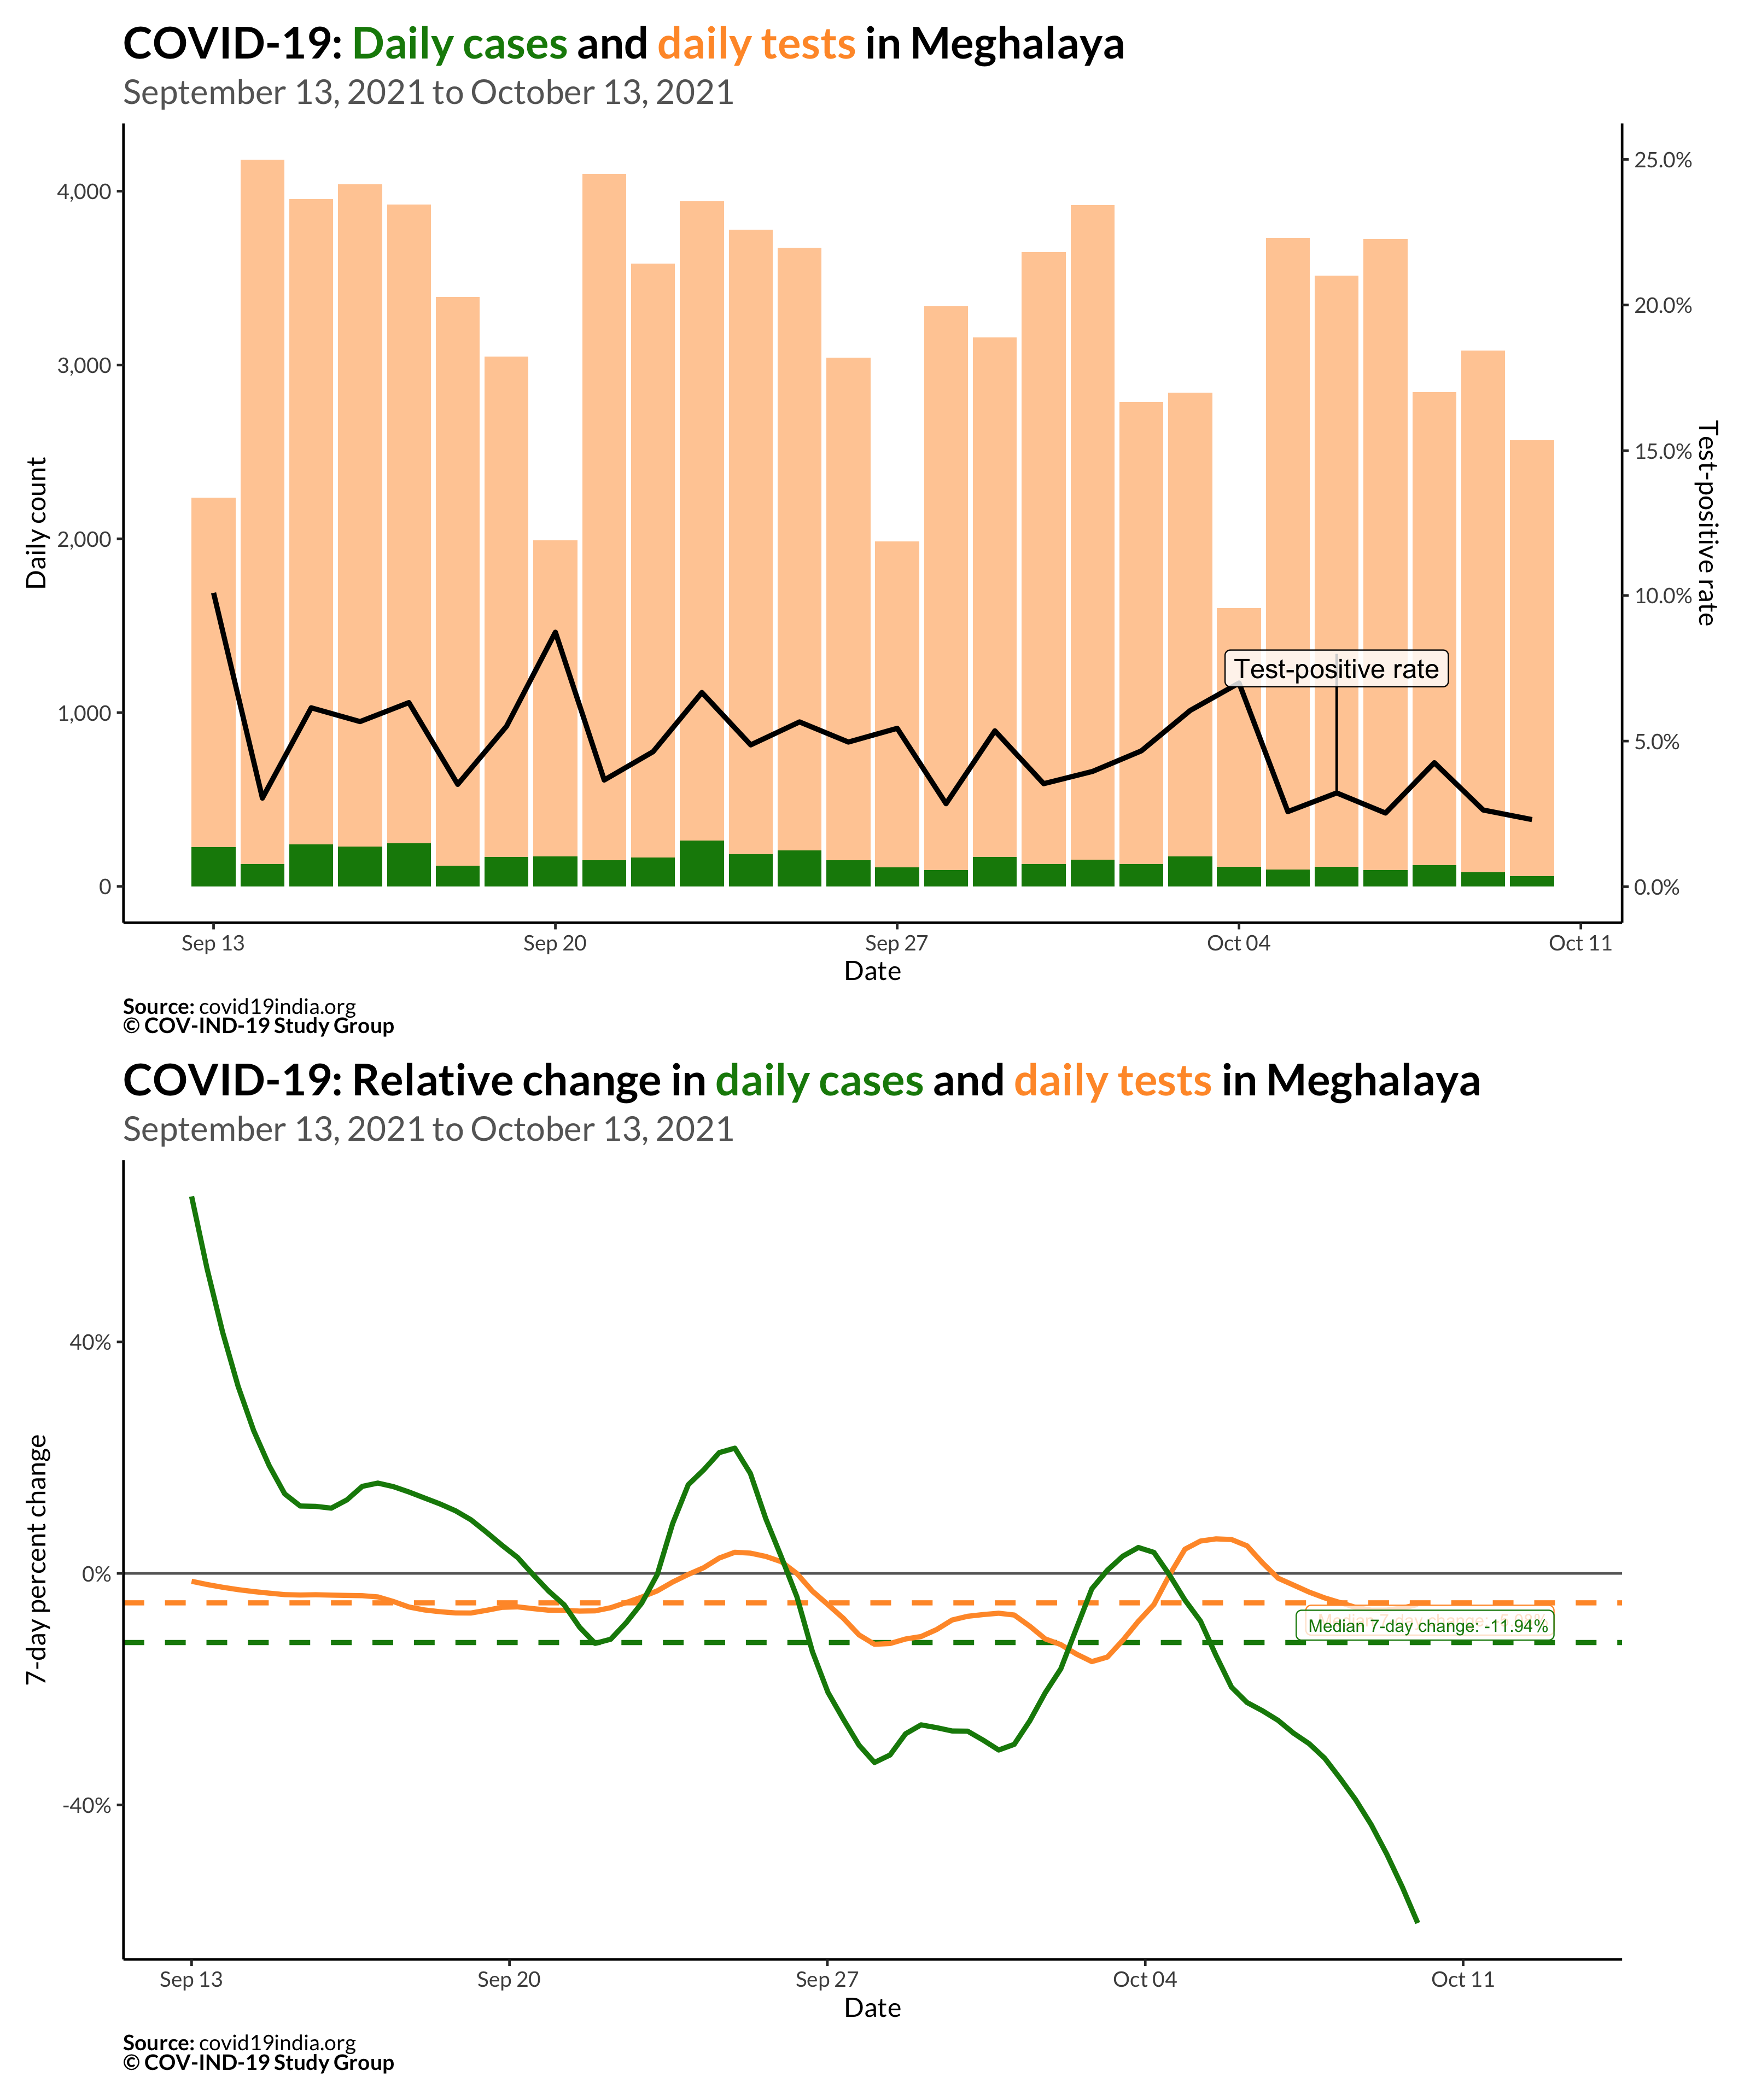 COVID-19: Daily cases and daily tests in Meghalaya
September 13, 2021 to October 13, 2021
Daily count
4,000
3,000
2,000
1,000
0
25.0%
20.0%
15.0%
10.0%
5.0%
0.0%
Test-positive rate
Test-positive rate
Sep 13
Sep 20
Sep 27
Oct 04
Oct 11
Date
Source: covid19india.org
© COV-IND-19 Study Group
COVID-19: Relative change in daily cases and daily tests in Meghalaya
September 13, 2021 to October 13, 2021
7-day percent change
40%
0%
-40%
Median 7-day change: -11.94%
Sep 13
Sep 20
Sep 27
Oct 04
Oct 11
Date
Source: covid19india.org
© COV-IND-19 Study Group